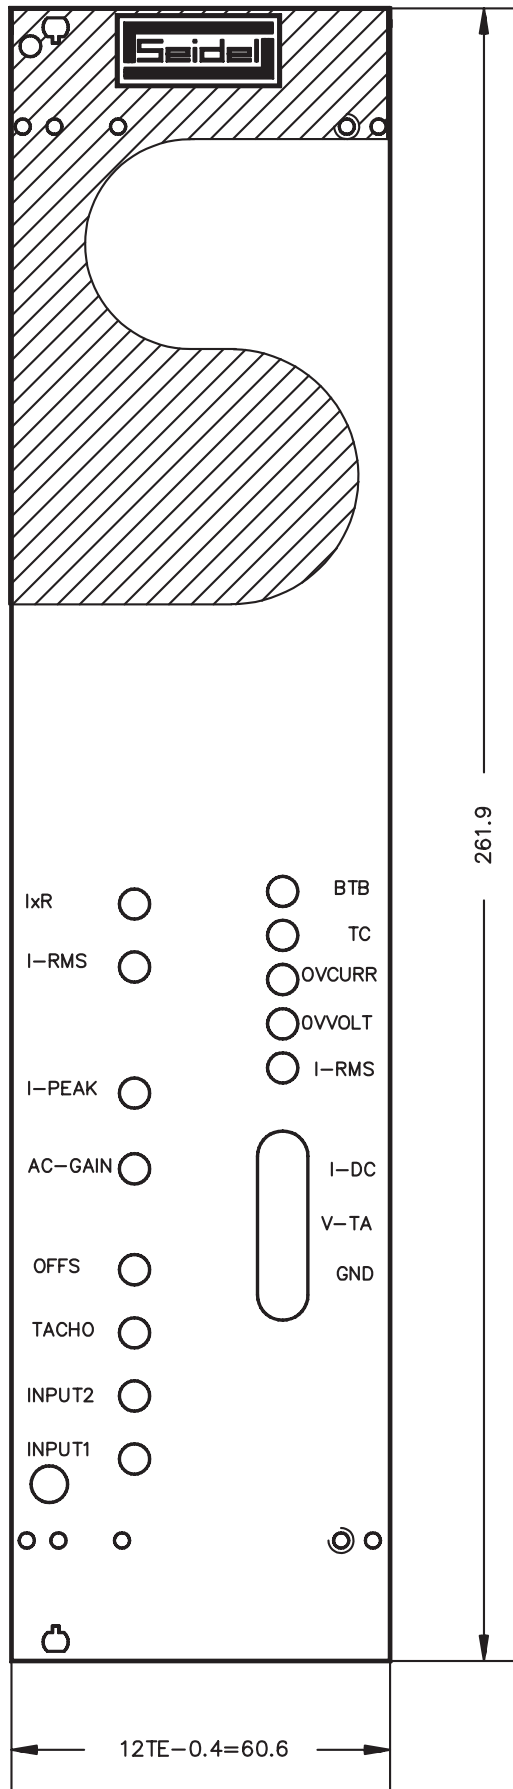 Seidel
261.9
IxR
BTB
TC
I-RMS
OVCURR
OVVOLT
I-RMS
I-PEAK
AC-GAIN
I-DC
V-TA
OFFS
GND
TACHO
INPUT2
INPUT1
12TE-0.4=60.6